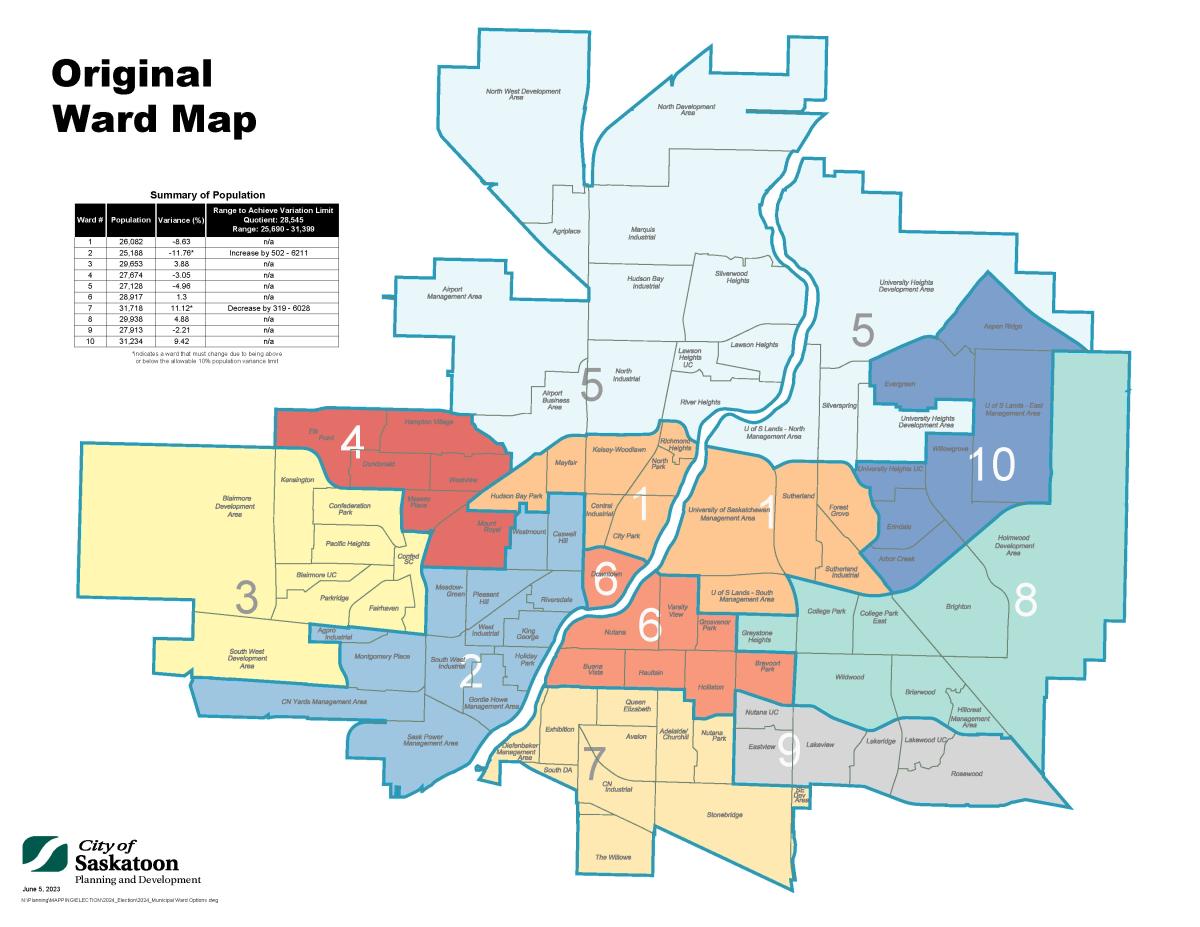 Original
Ward Map
Summary of Population
Ward # Population Variance (%) Range to Achieve Variation Limit
Quotient: 28,545
Range: 25,690 - 31,399
1 26,082 -8.63 n/a
2 25,188 -11.76* Increase by 502 - 6211
3 29,653 3.88 n/a
4 27,674 -3.05 n/a
5 27,128 -4.96 n/a
6 28,917 1.3 n/a
7 31,718 11.12* Decrease by 319 - 6028
8 29,938 4.88 n/a
9 27,913 -2.21 n/a
10 31,234 9.42 n/a
*indicates a ward that must change due to being above
or below the allowable 10% population variance limit
North West Development
Area
North Development
Area
Agriplace
Marquis
Industrial
Hudson Bay
Industrial
Silverwood
Heights
Airport
Management Area
University Heights
Development Area
5
Aspen Ridge
Lawson
Heights
UC
Lawson Heights
North
Industrial
5
Airport
Business
Area
River Heights
Silverspring
Evergreen
U of S Lands - East
Management Area
University Heights
Development Area
U of S Lands - North
Management Area
Elk
Point
Hampton Village
4
Dundonald
Westview
Massey
Place
Mount
Royal
Hudson Bay Park
Mayfair
Kelsey-Woodlawn
Richmond
Heights
North
Park
Central
Industrial
1
City Park
University of Saskatchewan
Management Area
1
Sutherland
Forest
Grove
Sutherland
Industrial
University Heights UC
Willowgrove
10
Erindale
Arbor Creek
Holmwood
Development
Area
8
Kensington
Blairmore
Development
Area
Confederation
Park
Pacific Heights
Confed
SC
Blairmore UC
3
Parkridge
Fairhaven
South West
Development
Area
Agpro
Industrial
Westmount
Caswell
Hill
Meadow-
Green
Pleasant
Hill
Riversdale
West
Industrial
King
George
Montgomery Place
South West
Industrial
Holiday
Park
2
Gordie Howe
Management Area
CN Yards Management Area
Sask Power
Management Area
Downtown
6
U of S Lands - South
Management Area
Varsity
View
Nutana
6
Grosvenor
Park
Greystone
Heights
College Park
College Park
East
Brighton
Buena
Vista
Haultain
Holliston
Brevoort
Park
Wildwood
Briarwood
Hillcrest
Management
Area
Queen
Elizabeth
Exhibition
Avalon
Adelaide/
Churchill
Nutana
Park
Nutana UC
Eastview
9
Lakeview
Lakeridge
Lakewood UC
Rosewood
Diefenbaker
Management
Area
South DA
7
CN
Industrial
SE
Dev
Area
Stonebridge
The Willows
City of
Saskatoon
Planning and Development
June 5, 2023
N:\Planning\MAPPING\ELECTION\2024_Election\2024_Municipal Ward Options.dwg